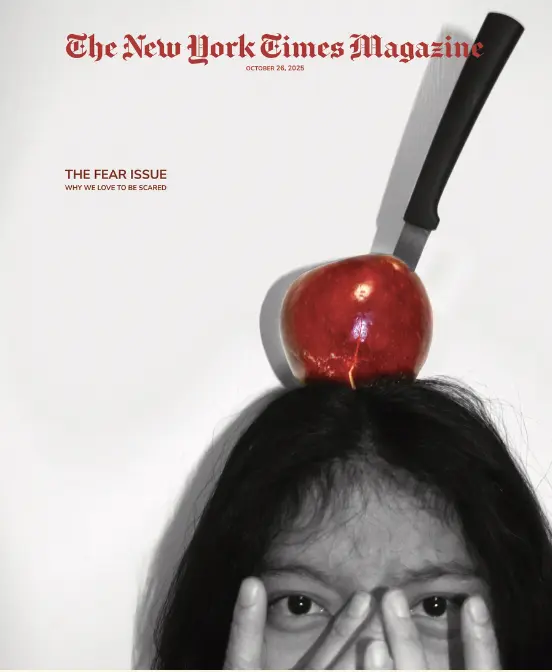 The New York Times Magazine
OCTOBER 26, 2025
THE FEAR ISSUE
WHY WE LOVE TO BE SCARED